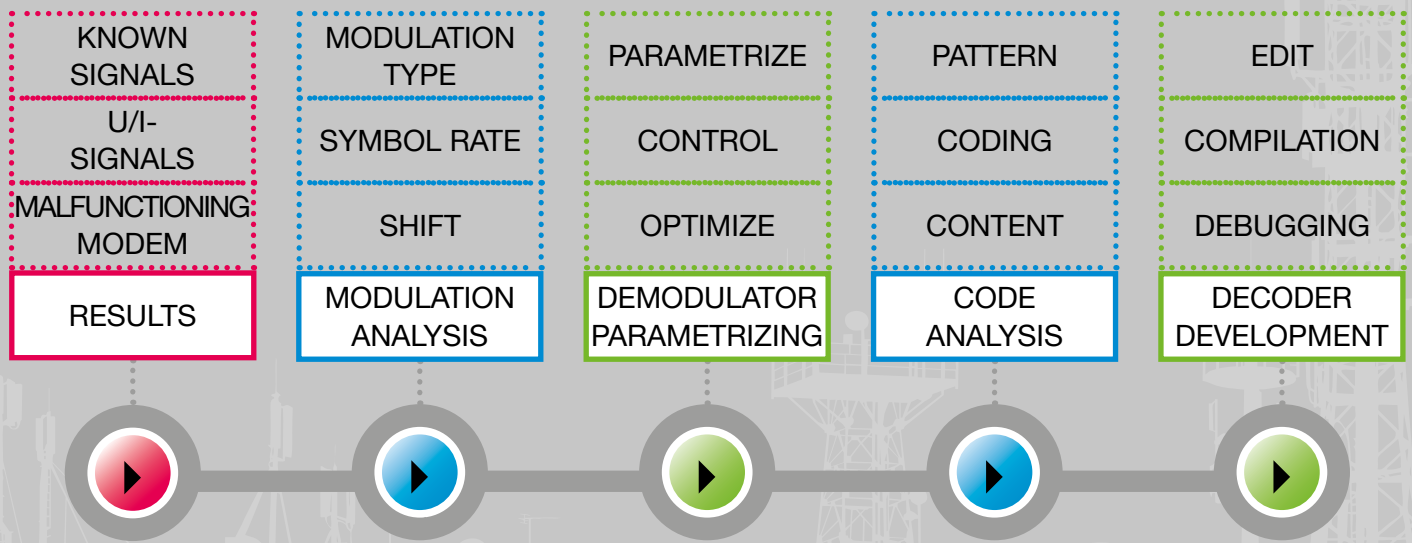 KNOWN
SIGNALS
U/I-
SIGNALS
MALFUNCTIONING
MODEM
RESULTS
MODULATION
TYPE
SYMBOL RATE
SHIFT
MODULATION
ANALYSIS
PARAMETRIZE
CONTROL
OPTIMIZE
DEMODULATOR
PARAMETRIZING
PATTERN
CODING
CONTENT
CODE
ANALYSIS
EDIT
COMPILATION
DEBUGGING
DECODER
DEVELOPMENT